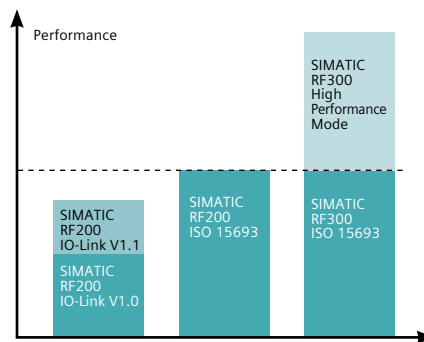 Performance
SIMATIC
RF300
High
Performance
Mode
SIMATIC
RF200
IO-Link V1.1
SIMATIC
RF200
IO-Link V1.0
SIMATIC
RF200
ISO 15693
SIMATIC
RF300
ISO 15693